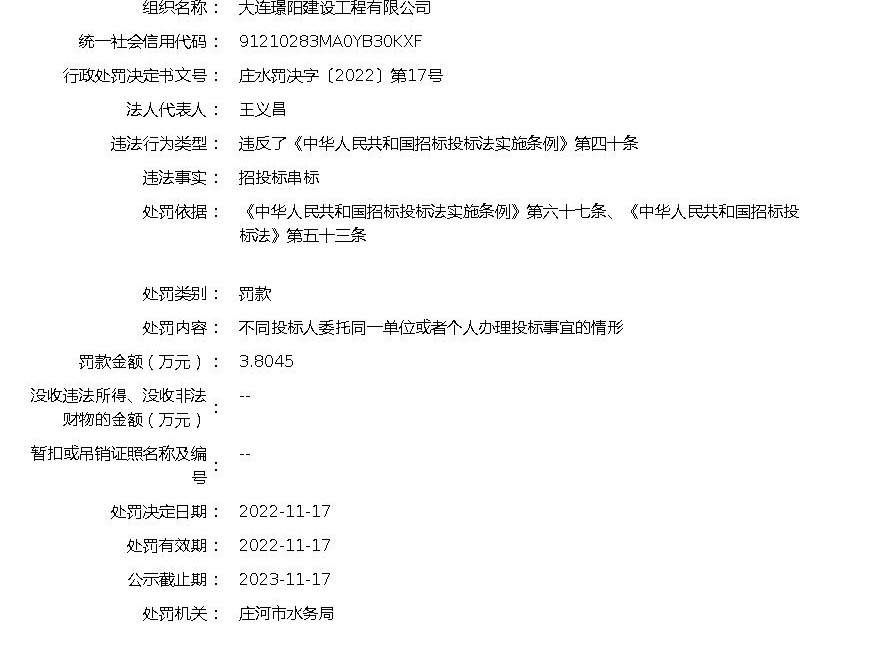 组织名称： 大连璟阳建设工程有限公司
统一社会信用代码： 91210283MA0YB30KXF
行政处罚决定书文号： 庄水罚决字〔2022〕第17号
法人代表人： 王义昌
违法行为类型： 违反了《中华人民共和国招标投标法实施条例》第四十条
违法事实： 招投标串标
处罚依据： 《中华人民共和国招标投标法实施条例》第六十七条、《中华人民共和国招标投
标法》第五十三条
处罚类别： 罚款
处罚内容： 不同投标人委托同一单位或者个人办理投标事宜的情形
罚款金额（万元）： 3.8045
没收违法所得、没收非法
财物的金额（万元）： --
暂扣或吊销证照名称及编
号： --
处罚决定日期： 2022-11-17
处罚有效期： 2022-11-17
公示截止期： 2023-11-17
处罚机关： 庄河市水务局